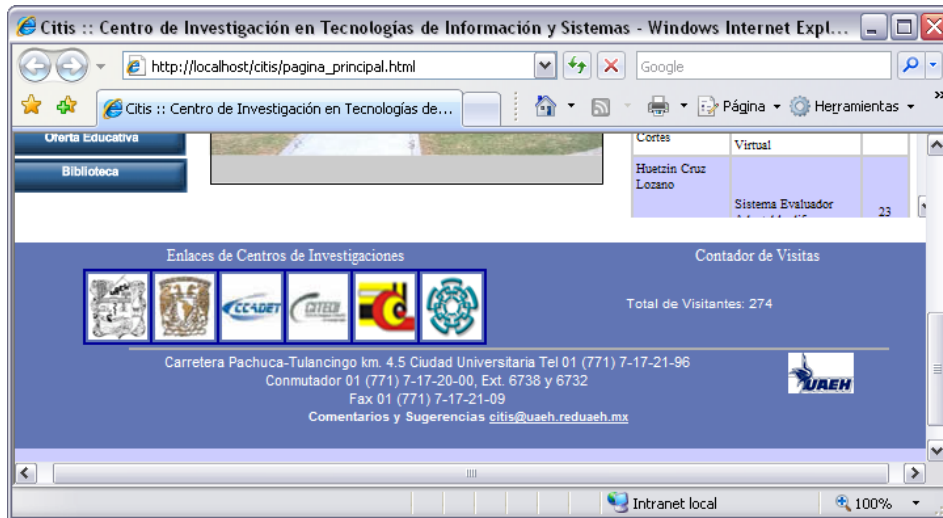 Citis :: Centro de Investigación en Tecnologías de Información y Sistemas - Windows Internet Expl...
http://localhost/citis/pagina_principal.html
Google
Citis :: Centro de Investigación en Tecnologías de...
Página
Herramientas
Oferta Educativa
Biblioteca
Cortes
Virtual
Huetzin Cruz
Lozano
Sistema Evaluador
23
Enlaces de Centros de Investigaciones
Contador de Visitas
CCADET
CITEDI
Total de Visitantes: 274
Carretera Pachuca-Tulancingo km. 4.5 Ciudad Universitaria Tel 01 (771) 7-17-21-96
Conmutador 01 (771) 7-17-20-00, Ext. 6738 y 6732
Fax 01 (771) 7-17-21-09
Comentarios y Sugerencias citis@uaeh.reduaeh.mx
UAEH
Intranet local
100%